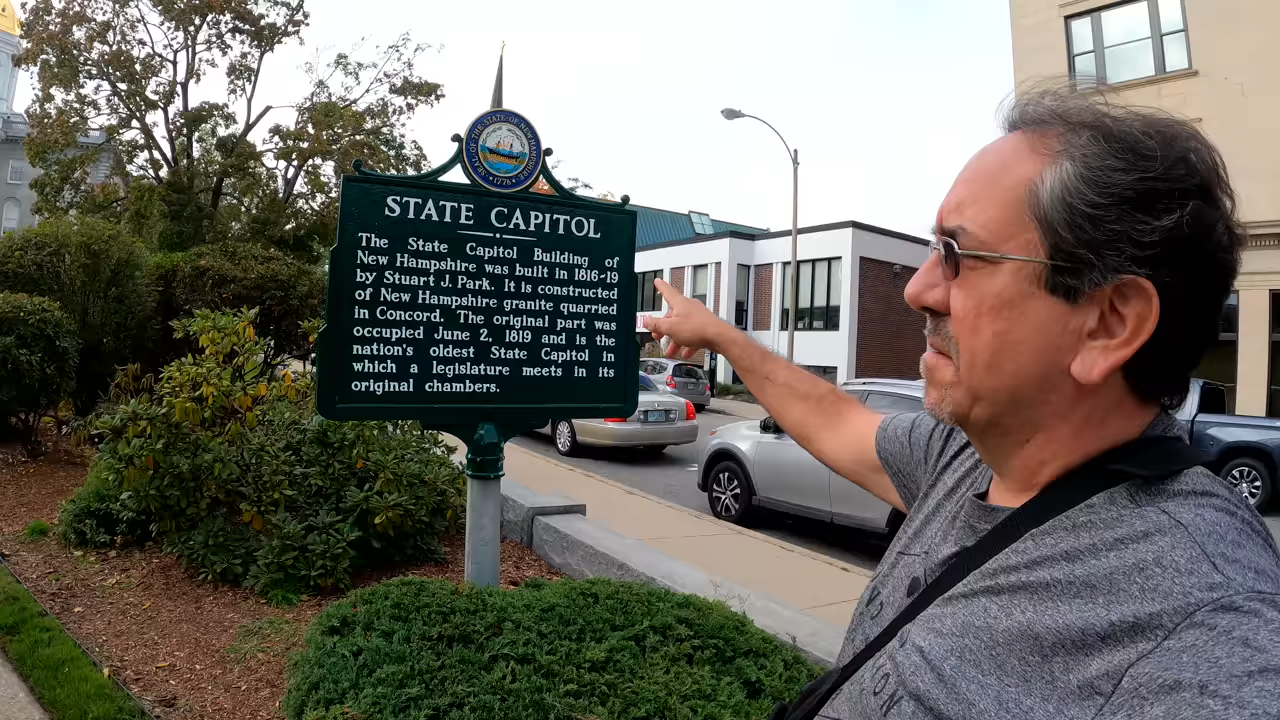 SEAL · OF · THE · STATE · OF · NEW HAMPSHIRE
· 1776 ·
STATE CAPITOL
The State Capitol Building of
New Hampshire was built in 1816-19
by Stuart J. Park. It is constructed
of New Hampshire granite quarried
in Concord. The original part was
occupied June 2, 1819 and is the
nation's oldest State Capitol in
which a legislature meets in its
original chambers.